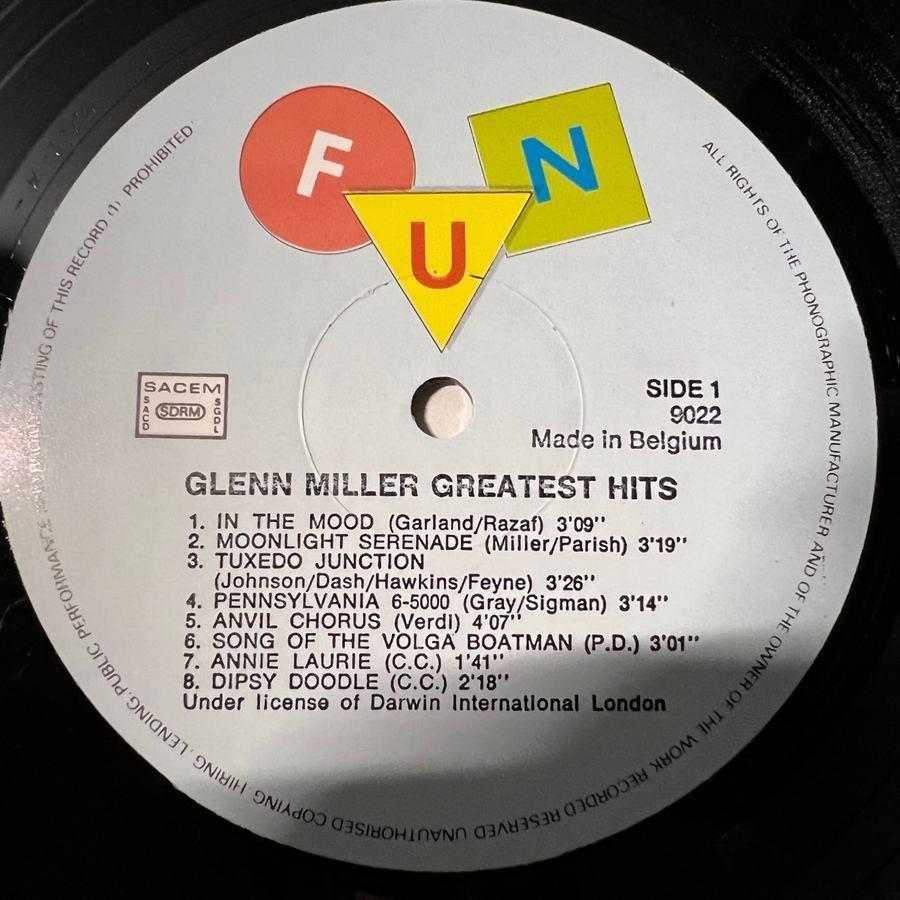 F U N
SACEM
SACD SDRM SGDL
SIDE 1
9022
Made in Belgium
GLENN MILLER GREATEST HITS
1. IN THE MOOD (Garland/Razaf) 3'09''
2. MOONLIGHT SERENADE (Miller/Parish) 3'19''
3. TUXEDO JUNCTION
(Johnson/Dash/Hawkins/Feyne) 3'26''
4. PENNSYLVANIA 6-5000 (Gray/Sigman) 3'14''
5. ANVIL CHORUS (Verdi) 4'07''
6. SONG OF THE VOLGA BOATMAN (P.D.) 3'01''
7. ANNIE LAURIE (C.C.) 1'41''
8. DIPSY DOODLE (C.C.) 2'18''
Under license of Darwin International London
ALL RIGHTS OF THE PHONOGRAPHIC MANUFACTURER AND OF THE OWNER OF THE WORK RECORDED RESERVED UNAUTHORISED COPYING. HIRING. LENDING. PUBLIC PERFORMANCE OF THIS RECORD (1) PROHIBITED